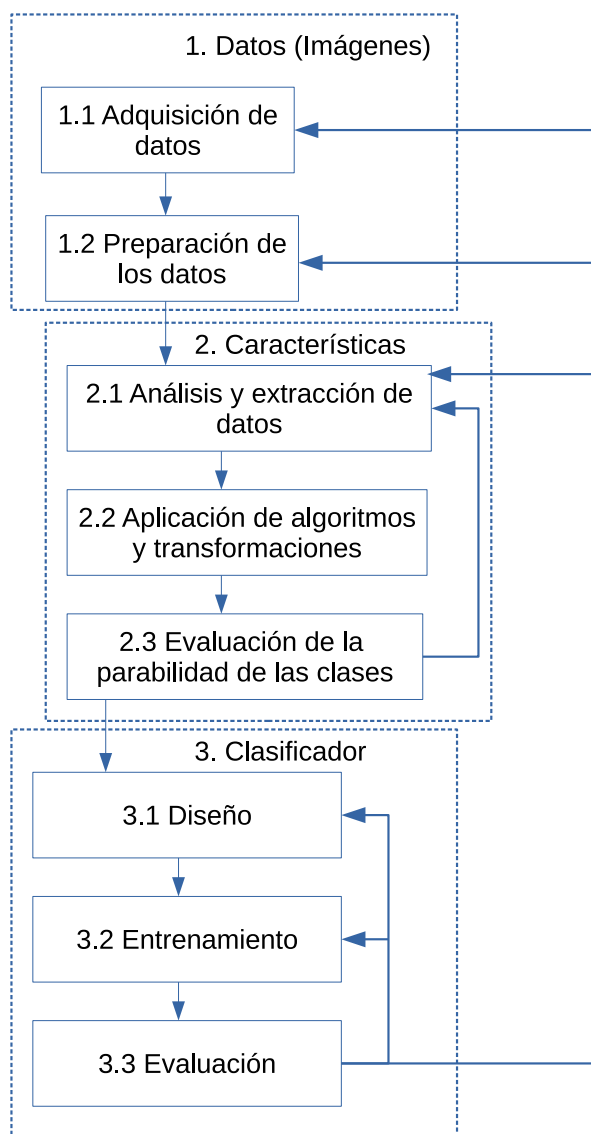 1. Datos (Imágenes)
1.1 Adquisición de
datos
1.2 Preparación de
los datos
2. Características
2.1 Análisis y extracción de
datos
2.2 Aplicación de algoritmos
y transformaciones
2.3 Evaluación de la
parabilidad de las clases
3. Clasificador
3.1 Diseño
3.2 Entrenamiento
3.3 Evaluación